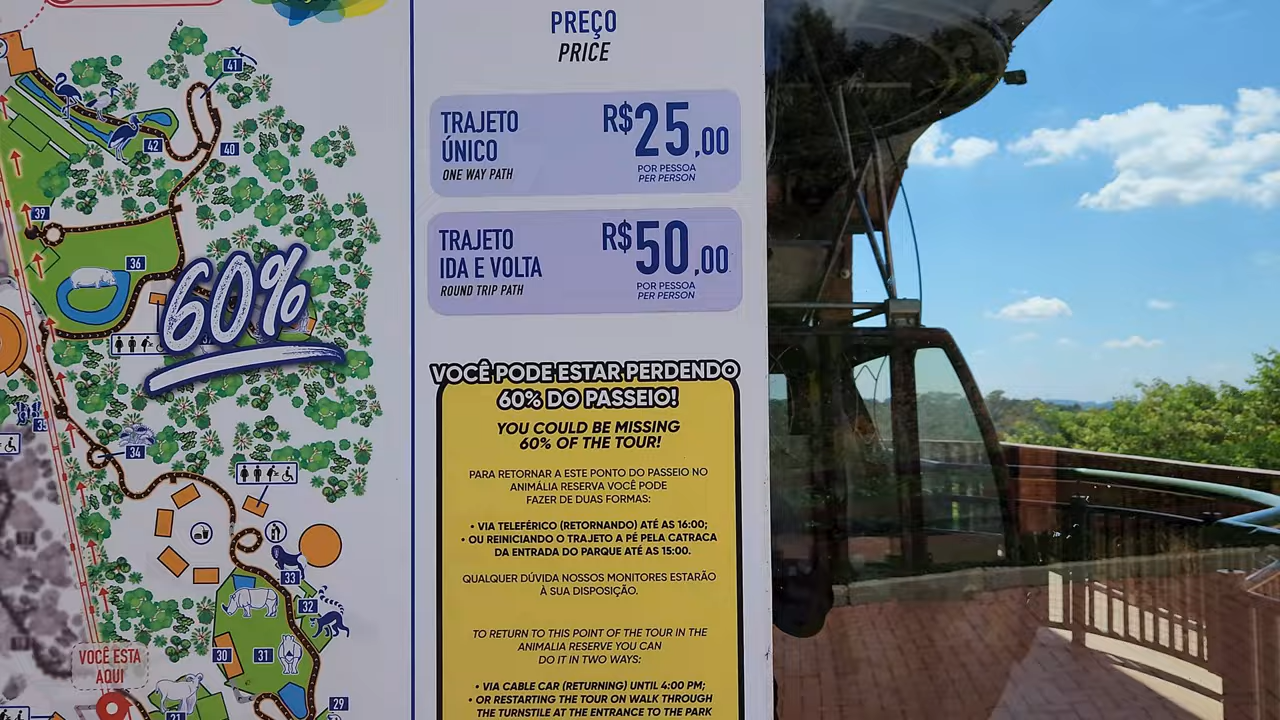 PREÇO
PRICE
TRAJETO
ÚNICO
ONE WAY PATH
R$25,00
POR PESSOA
PER PERSON
TRAJETO
IDA E VOLTA
ROUND TRIP PATH
R$50,00
POR PESSOA
PER PERSON
VOCÊ PODE ESTAR PERDENDO
60% DO PASSEIO!
YOU COULD BE MISSING
60% OF THE TOUR!
PARA RETORNAR A ESTE PONTO DO PASSEIO NO
ANIMÁLIA RESERVA VOCÊ PODE
FAZER DE DUAS FORMAS:
• VIA TELEFÉRICO (RETORNANDO) ATÉ AS 16:00;
• OU REINICIANDO O TRAJETO A PÉ PELA CATRACA
DA ENTRADA DO PARQUE ATÉ AS 15:00.
QUALQUER DÚVIDA NOSSOS MONITORES ESTARÃO
À SUA DISPOSIÇÃO.
TO RETURN TO THIS POINT OF THE TOUR IN THE
ANIMALIA RESERVE YOU CAN
DO IT IN TWO WAYS:
• VIA CABLE CAR (RETURNING) UNTIL 4:00 PM;
• OR RESTARTING THE TOUR ON WALK THROUGH
THE TURNSTILE AT THE ENTRANCE TO THE PARK
41
42
40
39
36
60%
35
34
33
32
30
31
29
VOCÊ ESTA
AQUI